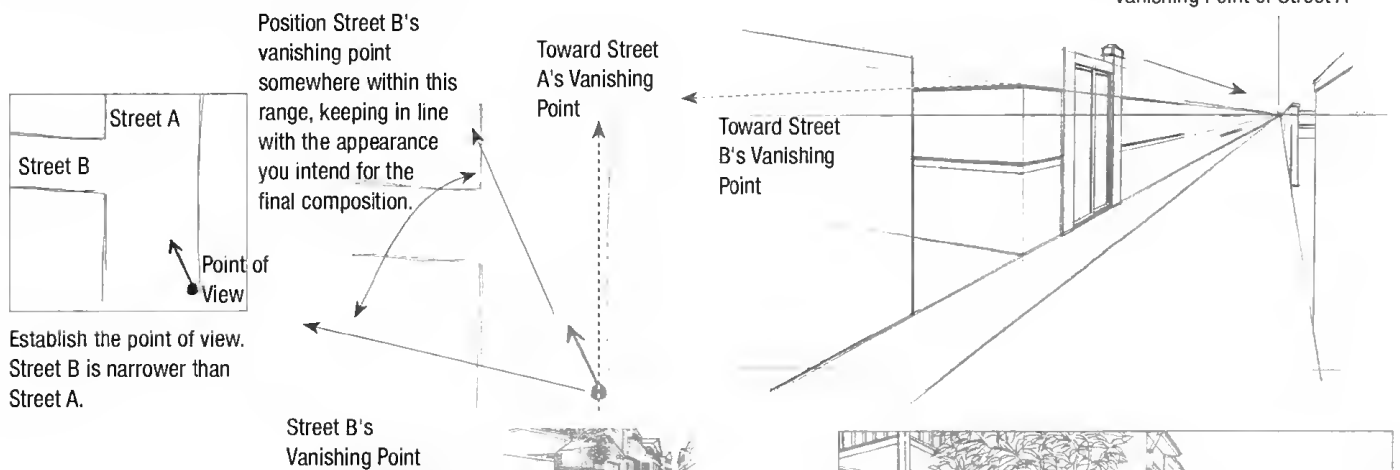 Vanishing Point of Street A
Position Street B's
vanishing point
somewhere within this
range, keeping in line
with the appearance
you intend for the
final composition.
Toward Street
A's Vanishing
Point
Street A
Street B
Point of
View
Establish the point of view.
Street B is narrower than
Street A.
Toward Street
B's Vanishing
Point
Street B's
Vanishing Point